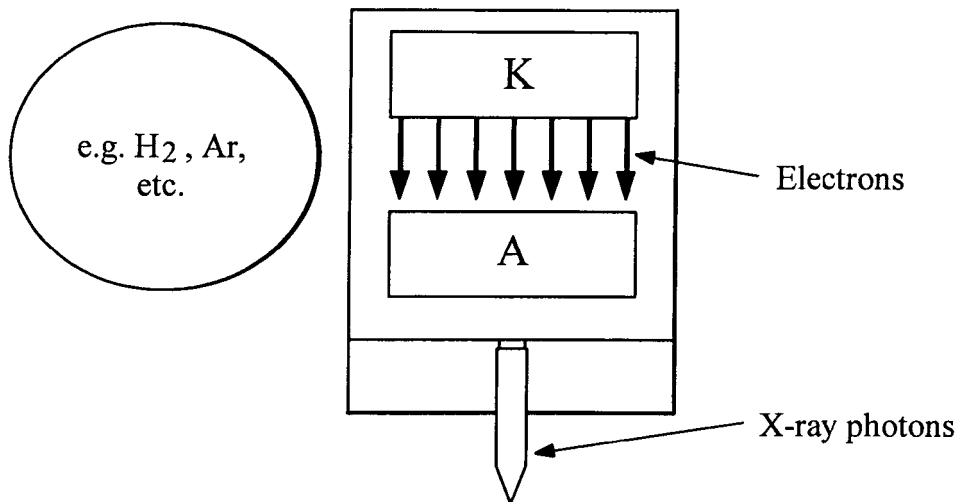 K
e.g. H2 , Ar,
etc.
Electrons
A
X-ray photons